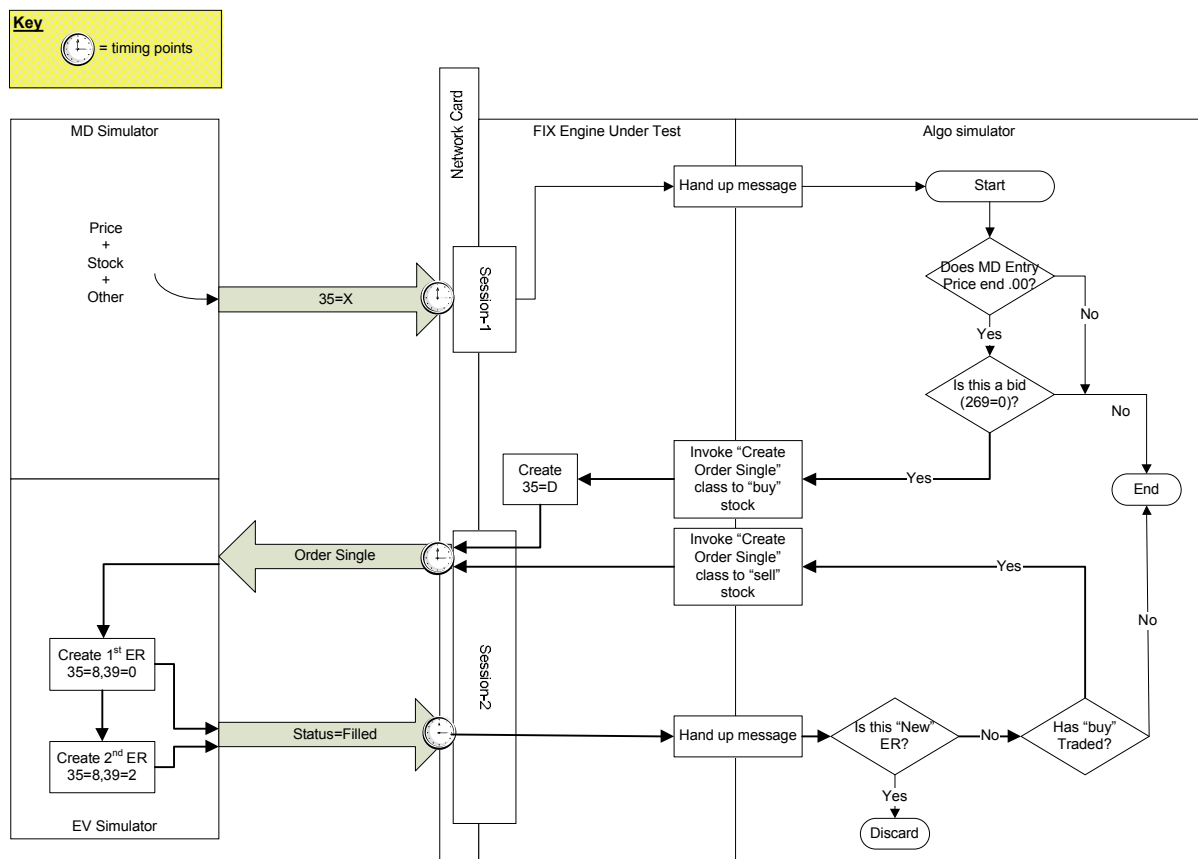 Key
= timing points
MD Simulator
Network Card
FIX Engine Under Test
Algo simulator
Price
+
Stock
+
Other
35=X
Session-1
Hand up message
Start
Does MD Entry
Price end .00?
No
Yes
Is this a bid
(269=0)?
No
Yes
Invoke “Create
Order Single”
class to “buy”
stock
Create
35=D
End
Order Single
Invoke “Create
Order Single”
class to “sell”
stock
Yes
No
Create 1st ER
35=8,39=0
Create 2nd ER
35=8,39=2
Status=Filled
Session-2
Hand up message
Is this “New”
ER?
No
Has “buy”
Traded?
Yes
Discard
EV Simulator